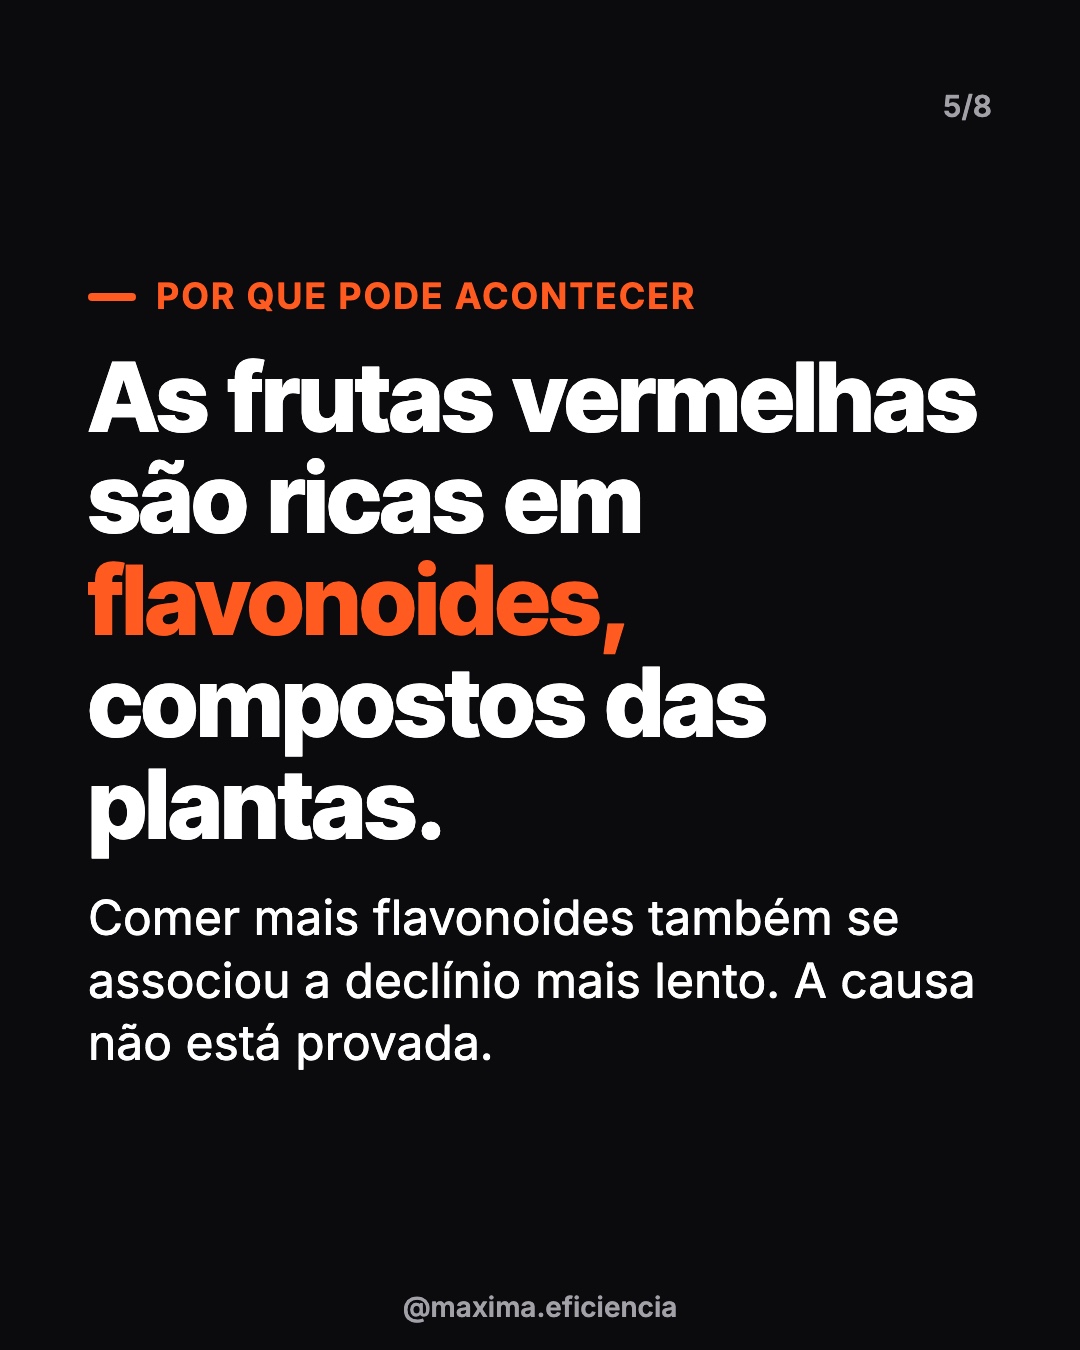 5/8
POR QUE PODE ACONTECER
As frutas vermelhas
são ricas em
flavonoides,
compostos das
plantas.
Comer mais flavonoides também se
associou a declínio mais lento. A causa
não está provada.
@maxima.eficiencia